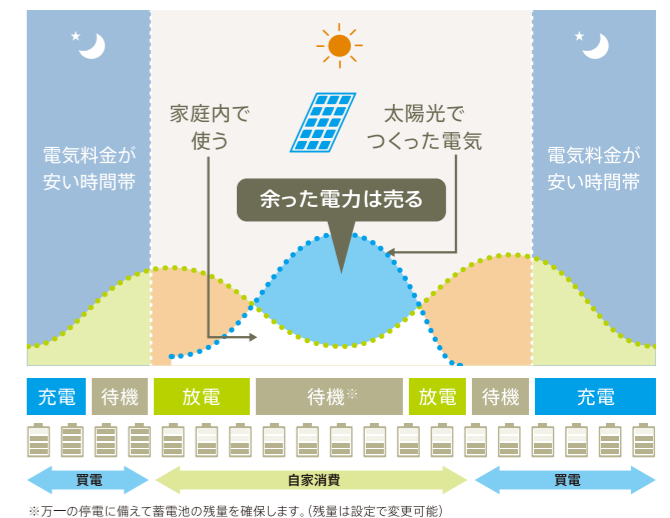 電気料金が
安い時間帯
家庭内で
使う
太陽光で
つくった電気
電気料金が
安い時間帯
余った電力は売る
充電
待機
放電
待機※
放電
待機
充電
買電
自家消費
買電
※万一の停電に備えて蓄電池の残量を確保します。(残量は設定で変更可能)